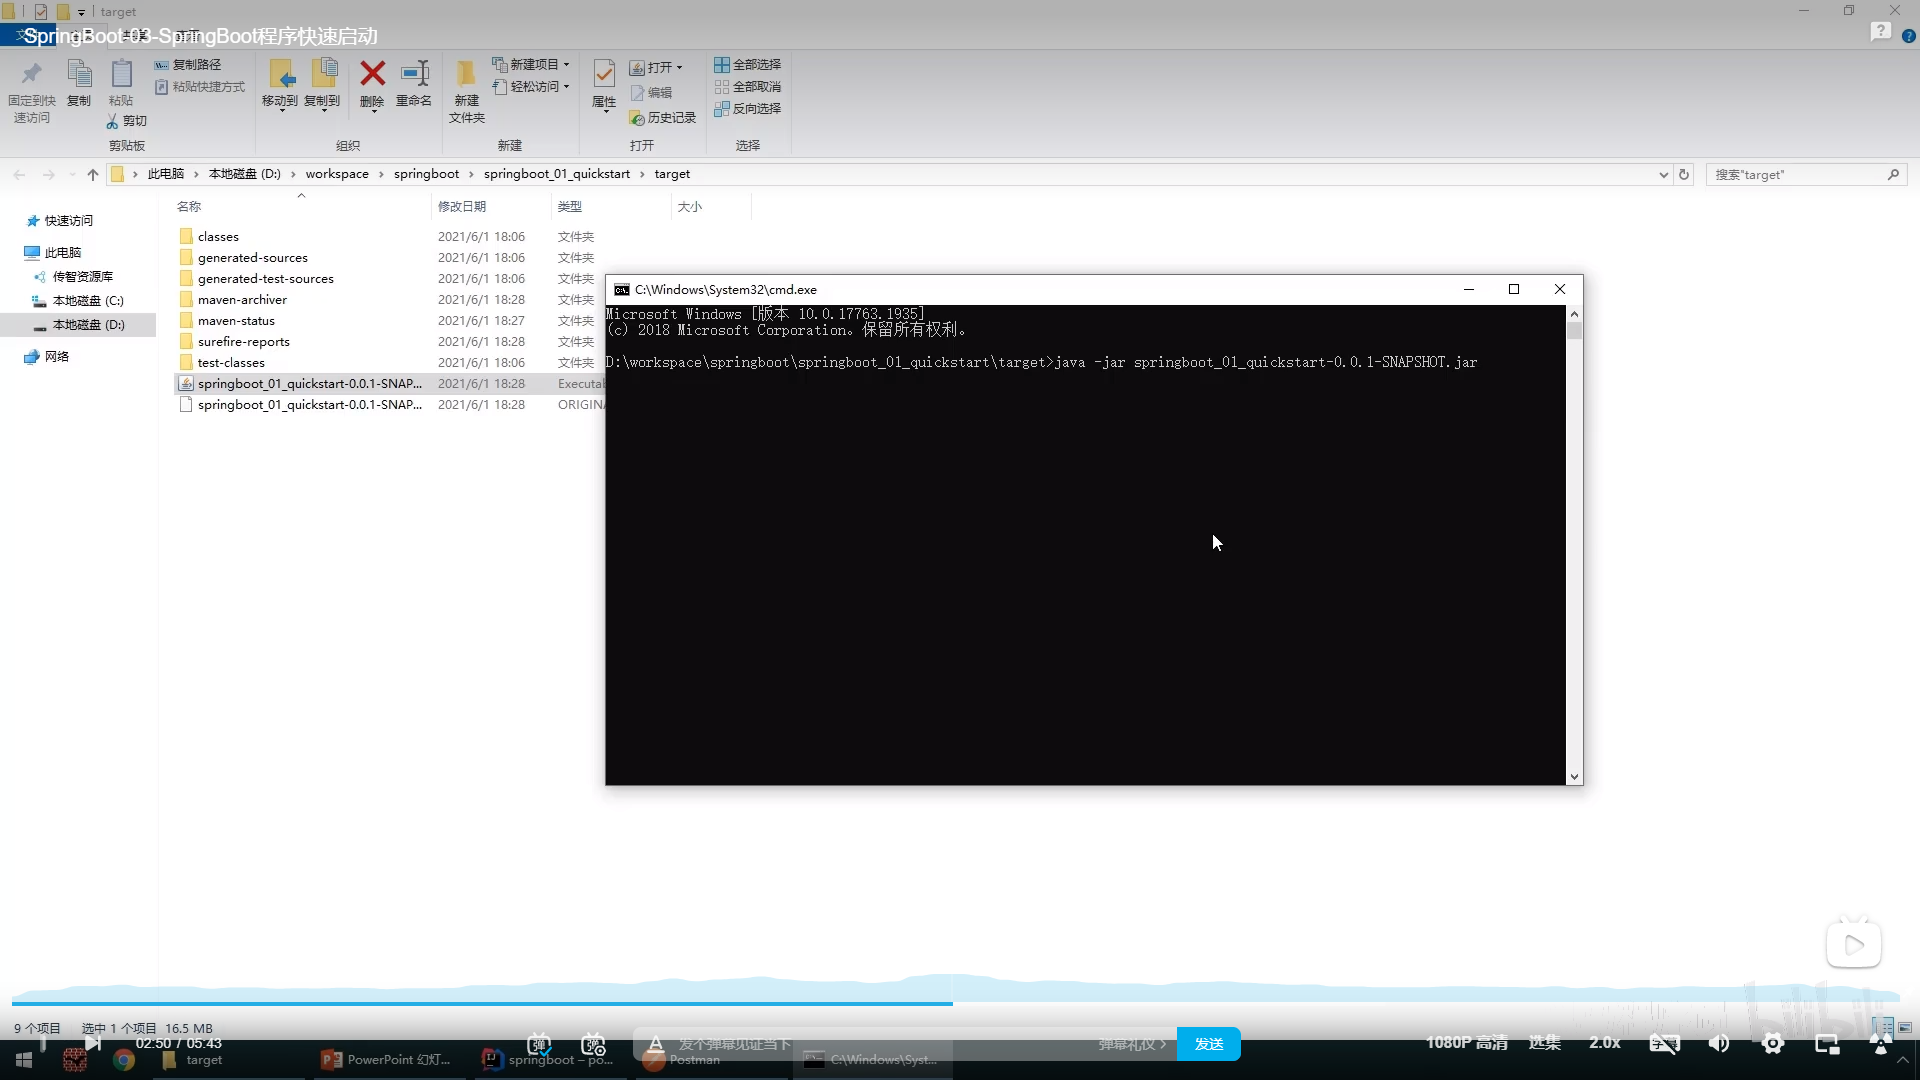 target
SpringBoot-03-SpringBoot程序快速启动
固定到快
速访问
复制
粘贴
复制路径
粘贴快捷方式
剪切
剪贴板
移动到
复制到
删除
重命名
组织
新建
文件夹
新建项目
轻松访问
新建
属性
打开
编辑
历史记录
打开
全部选择
全部取消
反向选择
选择
此电脑 › 本地磁盘 (D:) › workspace › springboot › springboot_01_quickstart › target
搜索"target"
快速访问
此电脑
传智资源库
本地磁盘 (C:)
本地磁盘 (D:)
网络
名称 修改日期 类型 大小
classes 2021/6/1 18:06 文件夹
generated-sources 2021/6/1 18:06 文件夹
generated-test-sources 2021/6/1 18:06 文件夹
maven-archiver 2021/6/1 18:28 文件夹
maven-status 2021/6/1 18:27 文件夹
surefire-reports 2021/6/1 18:28 文件夹
test-classes 2021/6/1 18:06 文件夹
springboot_01_quickstart-0.0.1-SNAP... 2021/6/1 18:28 Executab
springboot_01_quickstart-0.0.1-SNAP... 2021/6/1 18:28 ORIGINA
C:\Windows\System32\cmd.exe
Microsoft Windows [版本 10.0.17763.1935]
(c) 2018 Microsoft Corporation。保留所有权利。
D:\workspace\springboot\springboot_01_quickstart\target>java -jar springboot_01_quickstart-0.0.1-SNAPSHOT.jar
9 个项目 选中 1 个项目 16.5 MB
02:50 / 05:43
弹
弹
发个弹幕见证当下
弹幕礼仪 ›
发送
1080P 高清
选集
2.0x
字幕
target
PowerPoint 幻灯...
springboot – po...
Postman
C:\Windows\Syst...
bilibili